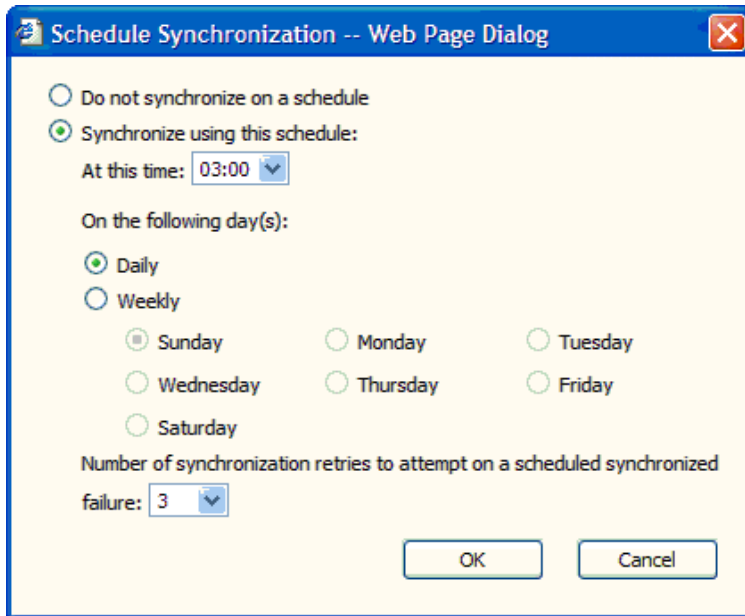 Schedule Synchronization -- Web Page Dialog
Do not synchronize on a schedule
Synchronize using this schedule:
At this time: 03:00
On the following day(s):
Daily
Weekly
Sunday Monday Tuesday
Wednesday Thursday Friday
Saturday
Number of synchronization retries to attempt on a scheduled synchronized
failure: 3
OK Cancel